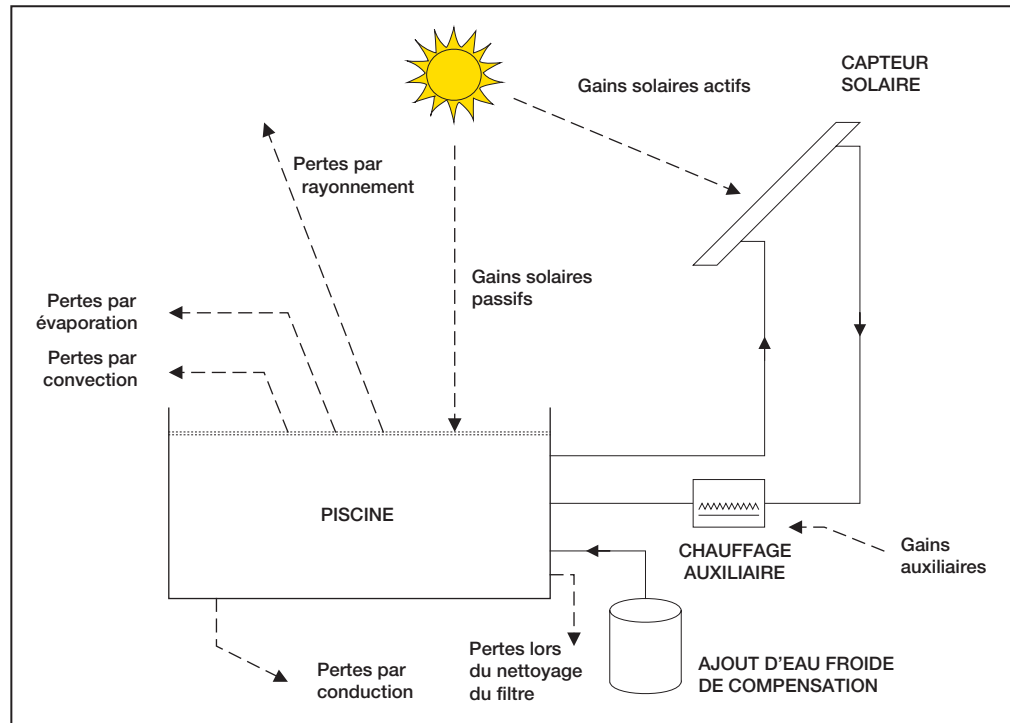 CAPTEUR
SOLAIRE
Gains solaires actifs
Pertes par
rayonnement
Gains solaires
passifs
Pertes par
évaporation
Pertes par
convection
PISCINE
CHAUFFAGE
AUXILIAIRE
Gains
auxiliaires
Pertes par
conduction
Pertes lors
du nettoyage
du filtre
AJOUT D'EAU FROIDE
DE COMPENSATION